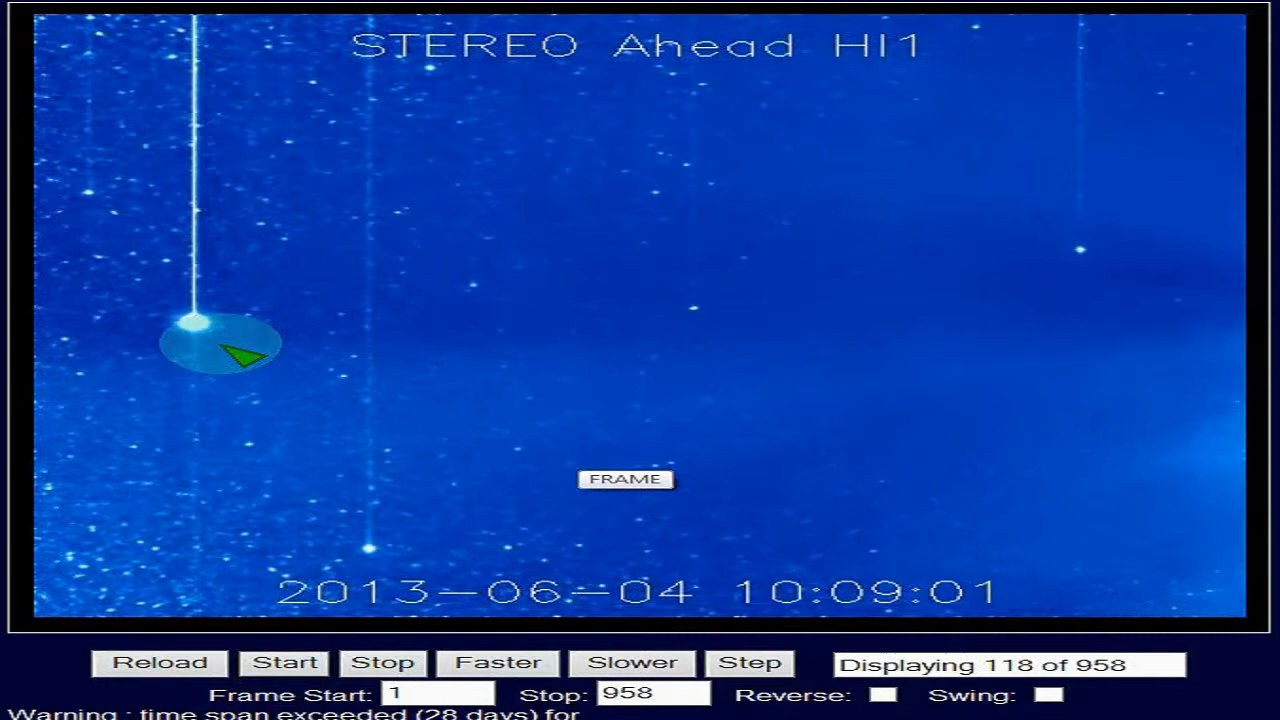 STEREO Ahead HI1
FRAME
2013-06-04 10:09:01
Reload Start Stop Faster Slower Step Displaying 118 of 958
Frame Start: 1 Stop: 958 Reverse: Swing:
Warning : time span exceeded (28 days) for